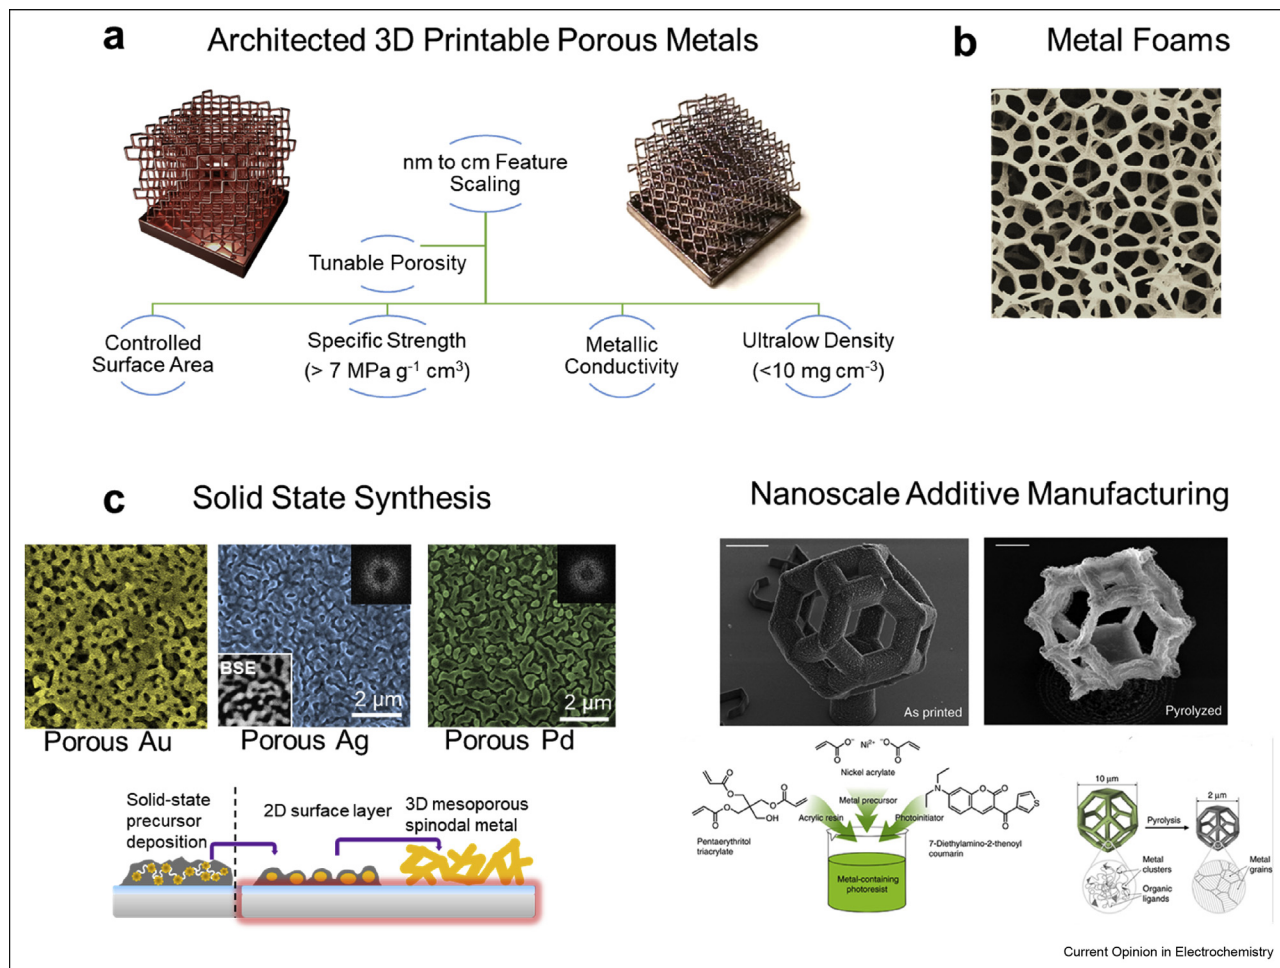 a
Architected 3D Printable Porous Metals
b
Metal Foams
nm to cm Feature
Scaling
Tunable Porosity
Controlled
Surface Area
Specific Strength
(> 7 MPa g⁻¹ cm³)
Metallic
Conductivity
Ultralow Density
(<10 mg cm⁻³)
c
Solid State Synthesis
Nanoscale Additive Manufacturing
BSE
2 µm
2 µm
As printed
Pyrolyzed
Porous Au
Porous Ag
Porous Pd
Solid-state
precursor
deposition
2D surface layer
3D mesoporous
spinodal metal
O
O⁻
Ni²⁺
⁻O
O
Nickel acrylate
Metal precursor
Acrylic resin
Photoinitiator
O
O
O
O
O
O
OH
Pentaerythritol
triacrylate
N
O
O
O
S
7-Diethylamino-2-thenoyl
coumarin
Metal-containing
photoresist
10 µm
2 µm
Pyrolysis
Metal
clusters
Organic
ligands
Metal
grains
Current Opinion in Electrochemistry